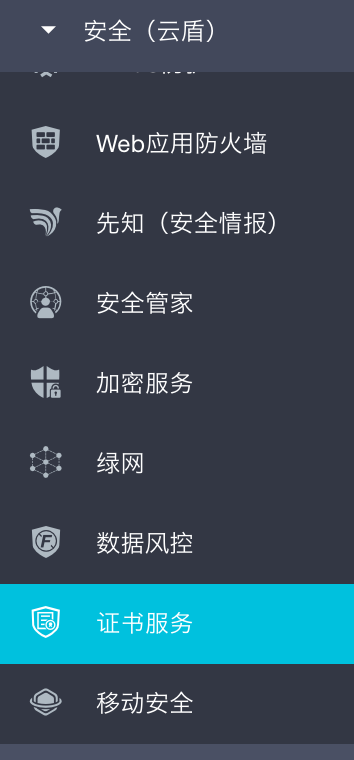 安全（云盾）
Web应用防火墙
先知（安全情报）
安全管家
加密服务
绿网
数据风控
证书服务
移动安全